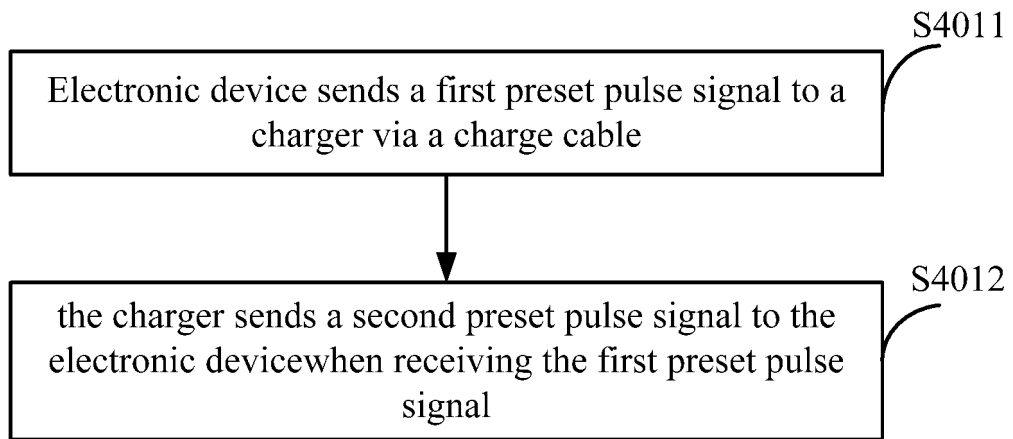 S4011
Electronic device sends a first preset pulse signal to a
charger via a charge cable
S4012
the charger sends a second preset pulse signal to the
electronic devicewhen receiving the first preset pulse
signal